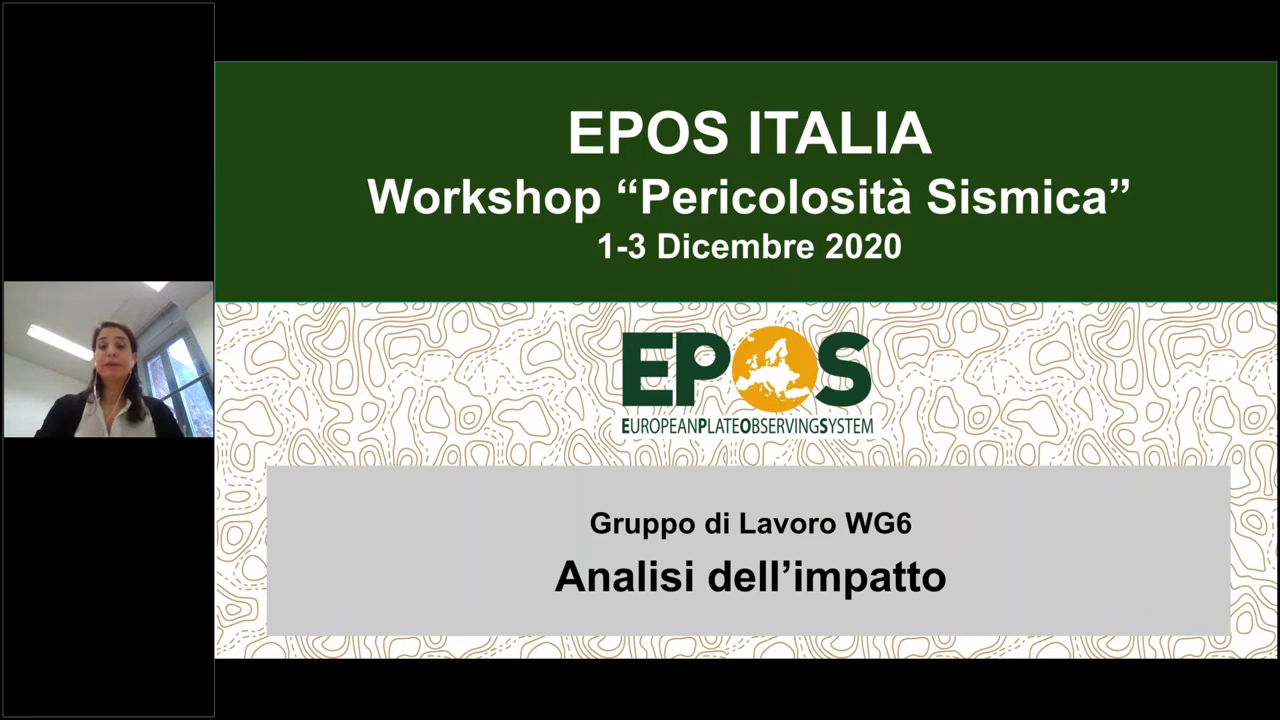 EPOS ITALIA
Workshop “Pericolosità Sismica”
1-3 Dicembre 2020
EPOS
EUROPEANPLATEOBSERVINGSYSTEM
Gruppo di Lavoro WG6
Analisi dell’impatto